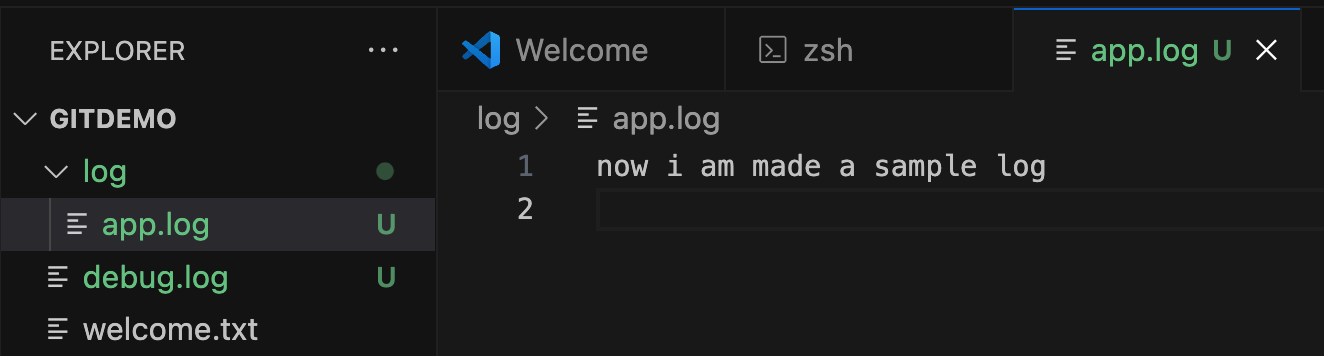 EXPLORER ···
GITDEMO
log
app.log U
debug.log U
welcome.txt
Welcome
zsh
app.log U
log > app.log
1 now i am made a sample log
2